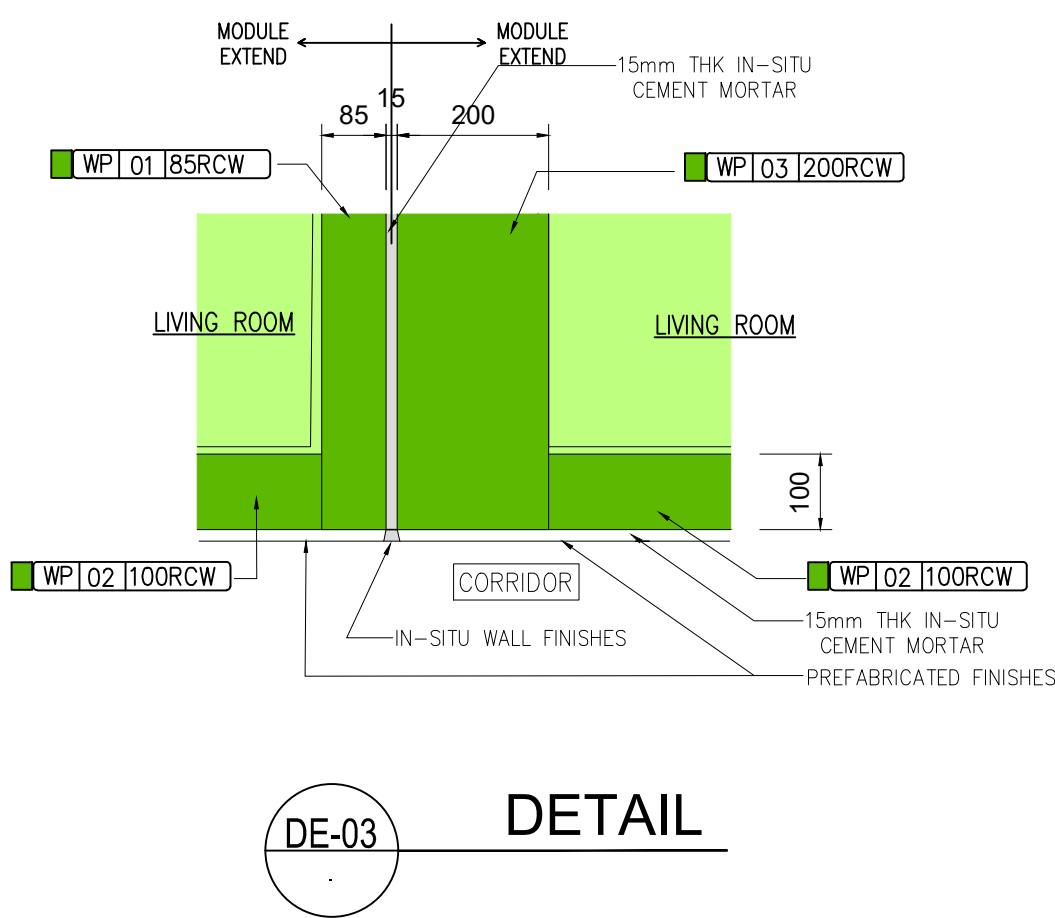 MODULE
EXTEND
MODULE
EXTEND
15mm THK IN-SITU
CEMENT MORTAR
15
85
200
WP 01 85RCW
WP 03 200RCW
LIVING ROOM
LIVING ROOM
100
WP 02 100RCW
CORRIDOR
WP 02 100RCW
IN-SITU WALL FINISHES
15mm THK IN-SITU
CEMENT MORTAR
PREFABRICATED FINISHES
DE-03
DETAIL
-